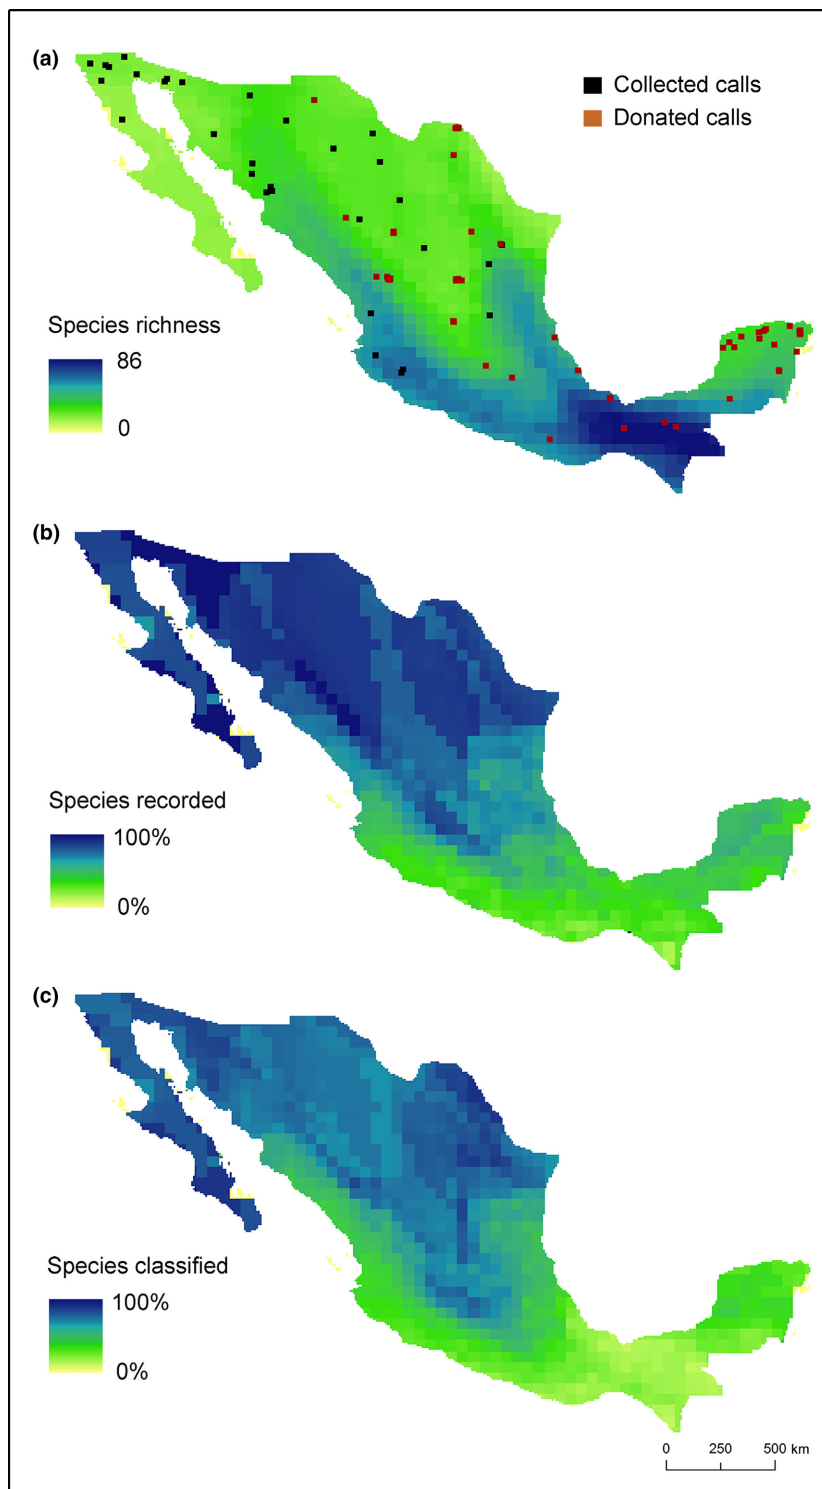 (a)
Collected calls
Donated calls
Species richness
86
0
(b)
Species recorded
100%
0%
(c)
Species classified
100%
0%
0 250 500 km